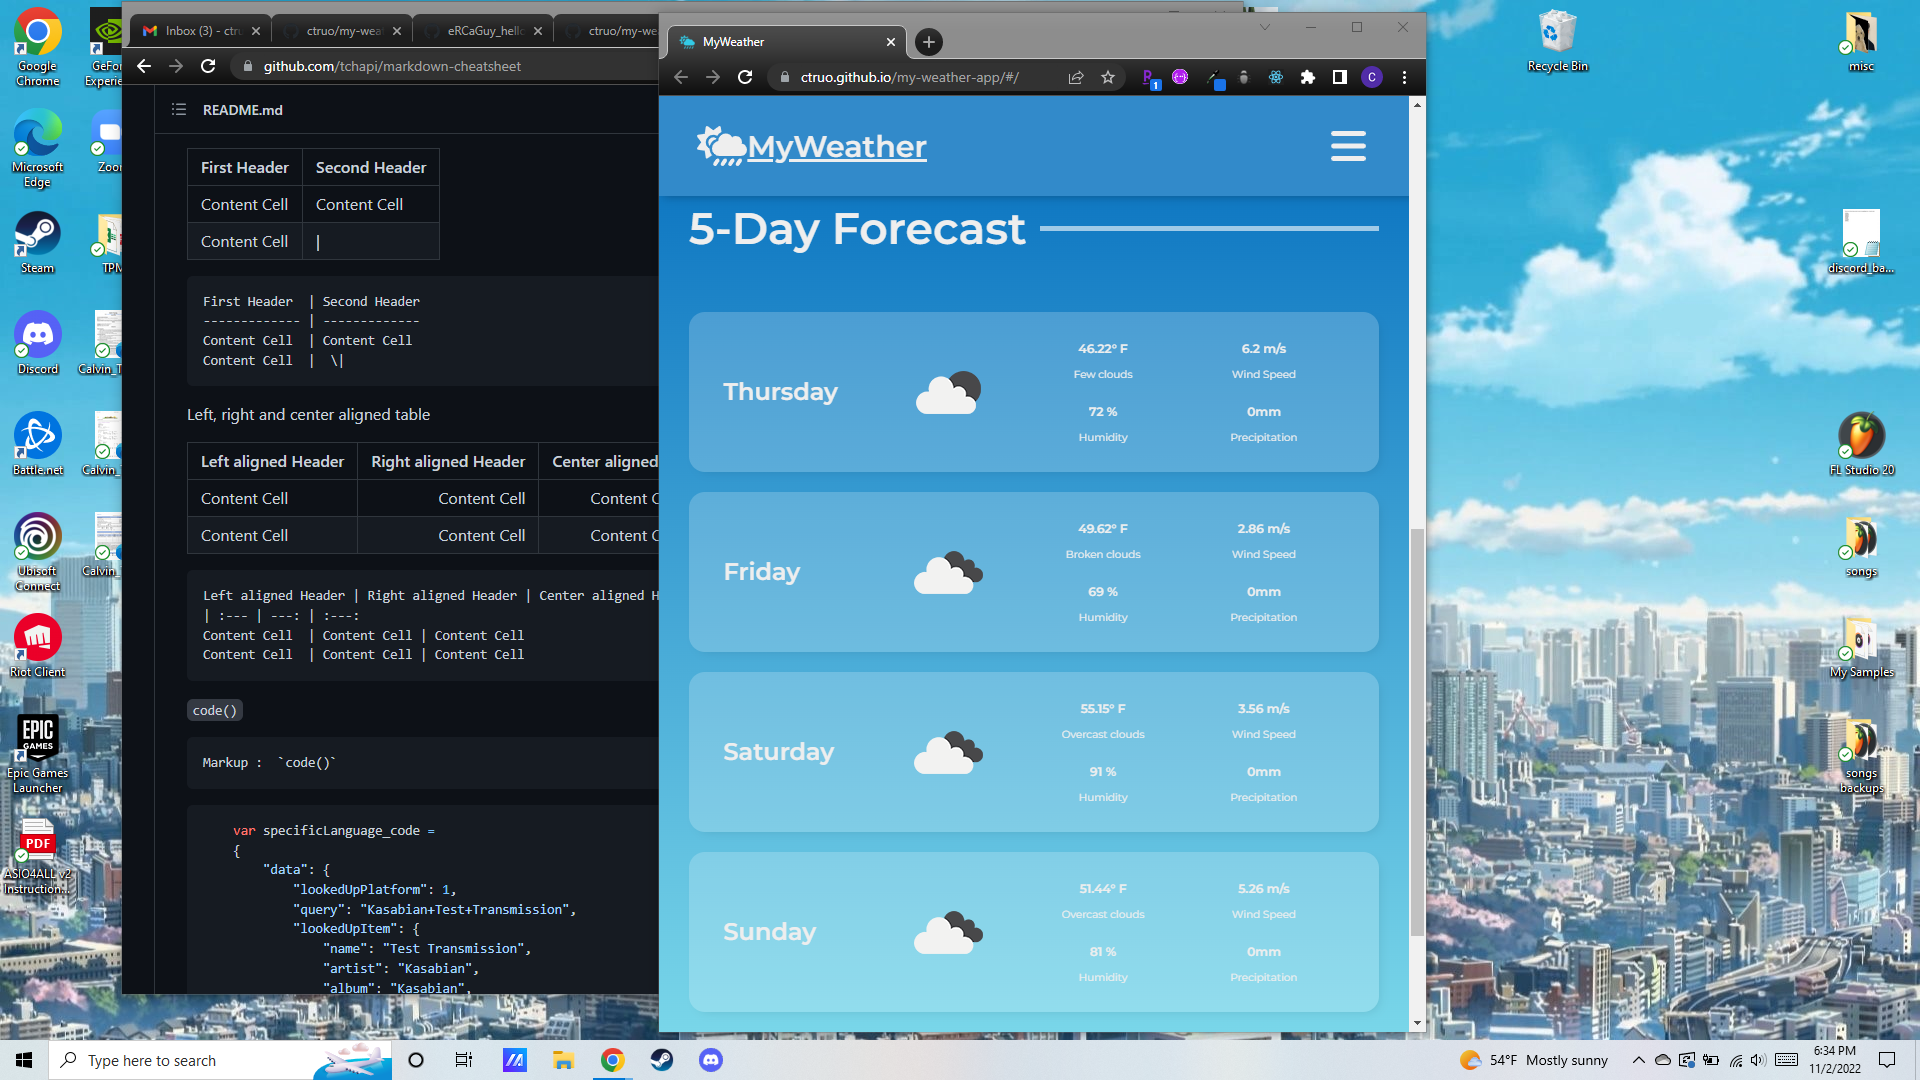 Google
Chrome
GeFor
Experie
Microsoft
Edge
Zoor
Steam
TPM
Discord
Calvin_T
Battle.net
Calvin_
Ubisoft
Connect
Calvin_
Riot Client
Epic Games
Launcher
EPIC
GAMES
PDF
ASIO4ALL v2
Instruction...
Inbox (3) - ctru
ctruo/my-weat
eRCaGuy_hello
ctruo/my-we
github.com/tchapi/markdown-cheatsheet
README.md
First Header Second Header
Content Cell Content Cell
Content Cell |
First Header  | Second Header
------------- | -------------
Content Cell  | Content Cell
Content Cell  |  \|
Left, right and center aligned table
Left aligned Header Right aligned Header Center aligned
Content Cell Content Cell Content C
Content Cell Content Cell Content C
Left aligned Header | Right aligned Header | Center aligned H
| :--- | ---: | :---:
Content Cell  | Content Cell | Content Cell
Content Cell  | Content Cell | Content Cell
code()
Markup :  `code()`
var specificLanguage_code =
{
"data": {
"lookedUpPlatform": 1,
"query": "Kasabian+Test+Transmission",
"lookedUpItem": {
"name": "Test Transmission",
"artist": "Kasabian",
"album": "Kasabian",
MyWeather
ctruo.github.io/my-weather-app/#/
1
C
MyWeather
5-Day Forecast
Thursday
46.22° F 6.2 m/s
Few clouds Wind Speed
72 % 0mm
Humidity Precipitation
Friday
49.62° F 2.86 m/s
Broken clouds Wind Speed
69 % 0mm
Humidity Precipitation
Saturday
55.15° F 3.56 m/s
Overcast clouds Wind Speed
91 % 0mm
Humidity Precipitation
Sunday
51.44° F 5.26 m/s
Overcast clouds Wind Speed
81 % 0mm
Humidity Precipitation
Recycle Bin
misc
discord_ba...
FL Studio 20
songs
My Samples
songs
backups
Type here to search
54°F Mostly sunny
6:34 PM
11/2/2022